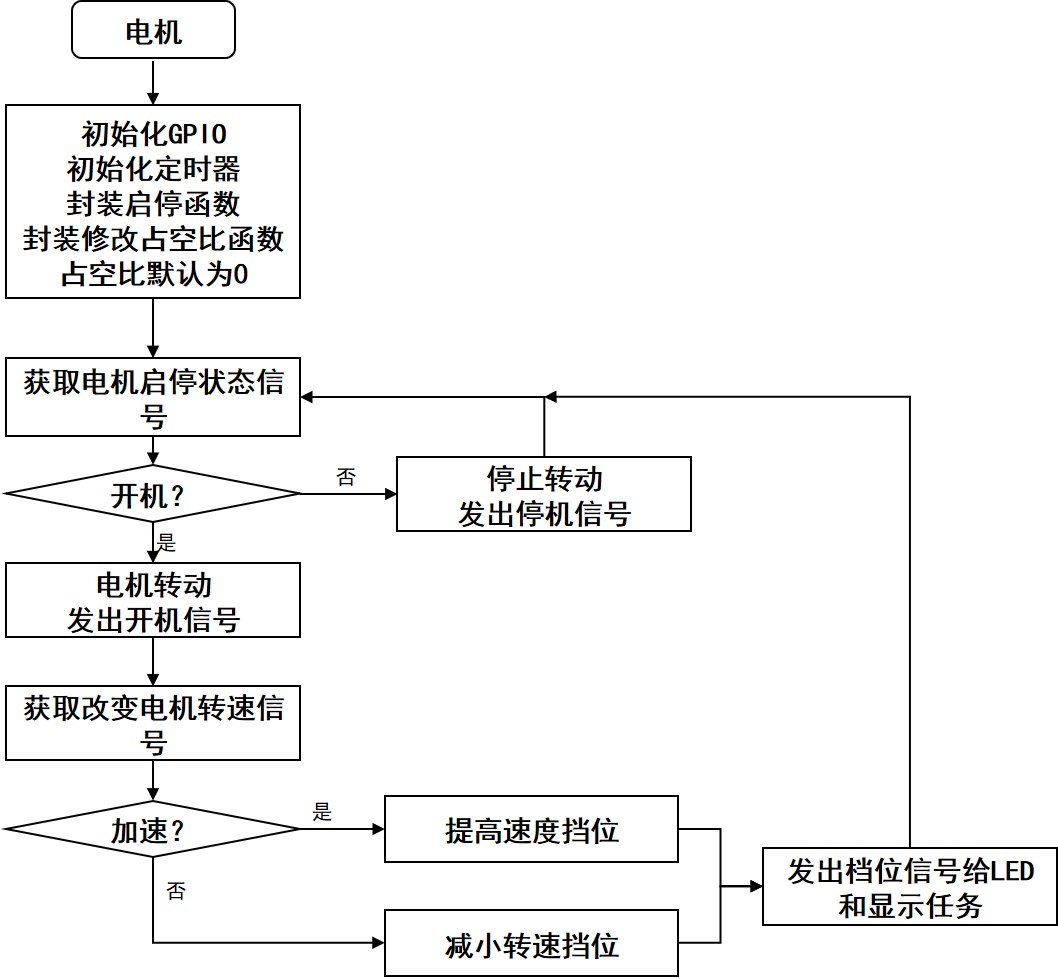 电机
初始化GPIO
初始化定时器
封装启停函数
封装修改占空比函数
占空比默认为0
获取电机启停状态信
号
开机?
否
停止转动
发出停机信号
是
电机转动
发出开机信号
获取改变电机转速信
号
加速?
是
提高速度挡位
发出档位信号给LED
和显示任务
否
减小转速挡位